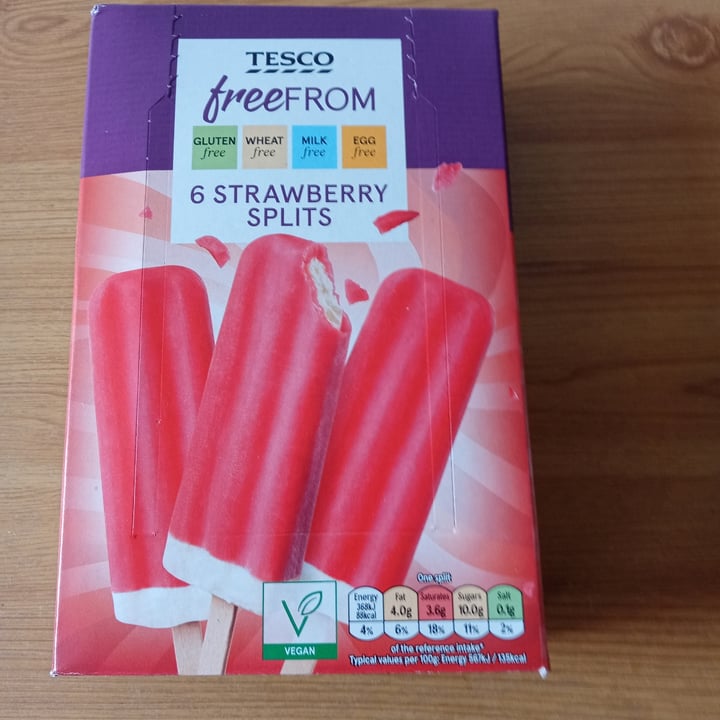 TESCO
freeFROM
GLUTEN free WHEAT free MILK free EGG free
6 STRAWBERRY
SPLITS
One split
Energy Fat Saturates Sugars Salt
368kJ
88kcal 4.0g 3.6g 10.0g 0.1g
4% 6% 18% 11% 2%
of the reference intake*
Typical values per 100g: Energy 567kJ / 135kcal
V
VEGAN